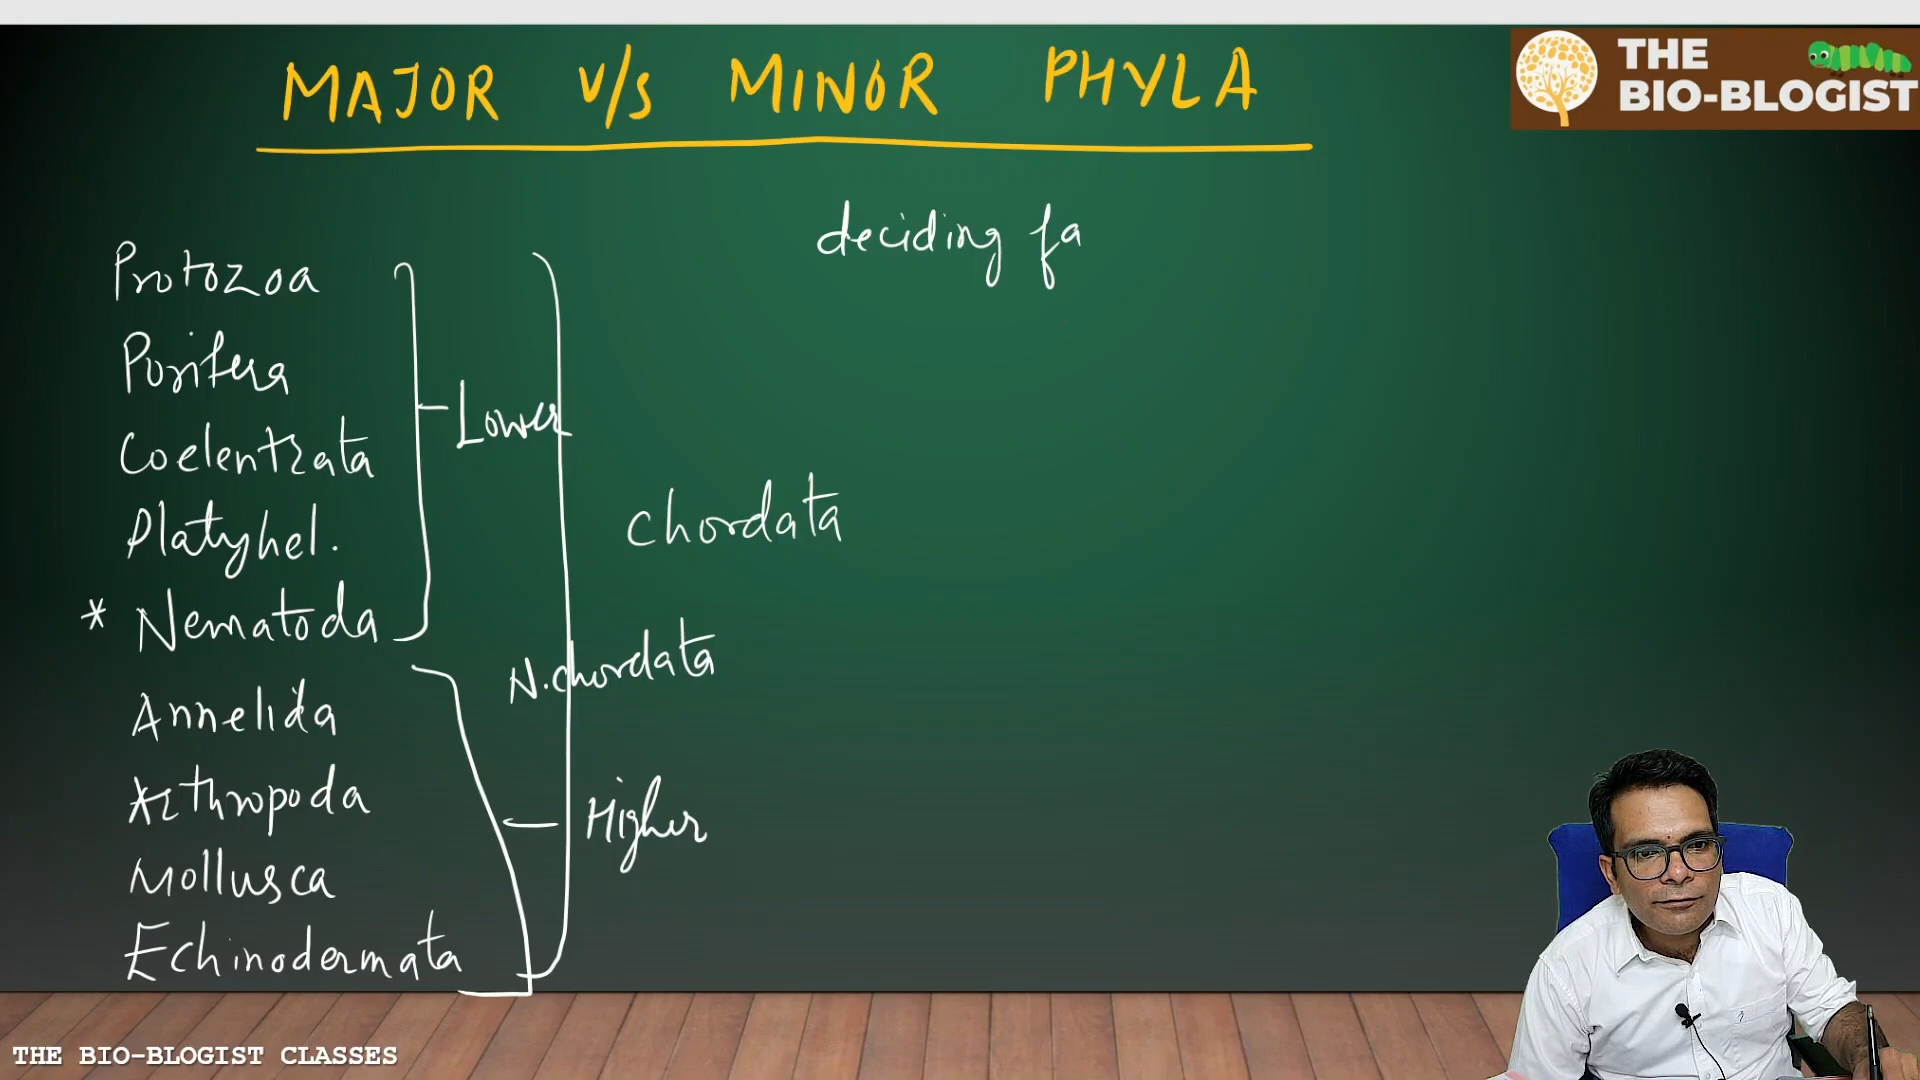 MAJOR V/S MINOR PHYLA
THE
BIO-BLOGIST
deciding fa
Protozoa
Porifera
Coelentrata
Platyhel.
* Nematoda
Annelida
Arthropoda
Mollusca
Echinodermata
Lower
Chordata
N.chordata
Higher
THE BIO-BLOGIST CLASSES